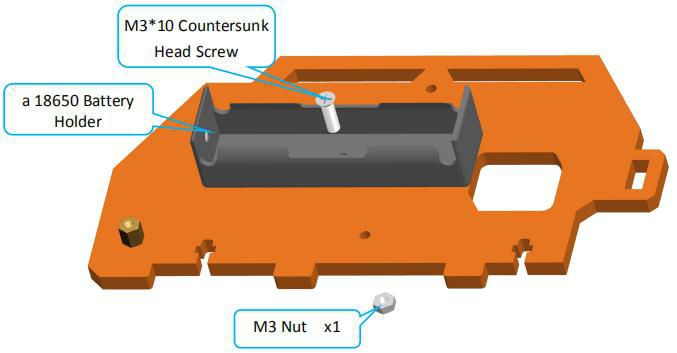 M3*10 Countersunk
Head Screw
a 18650 Battery
Holder
M3 Nut x1